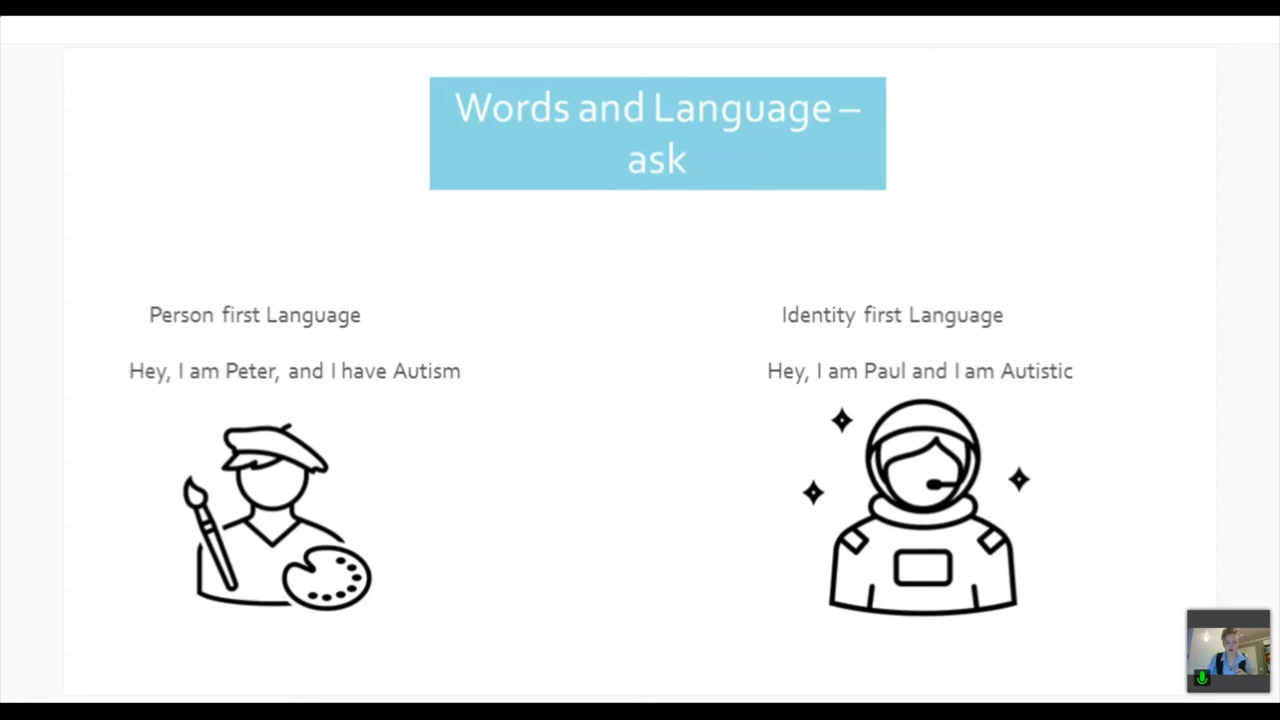 Words and Language –
ask
Person first Language
Identity first Language
Hey, I am Peter, and I have Autism
Hey, I am Paul and I am Autistic